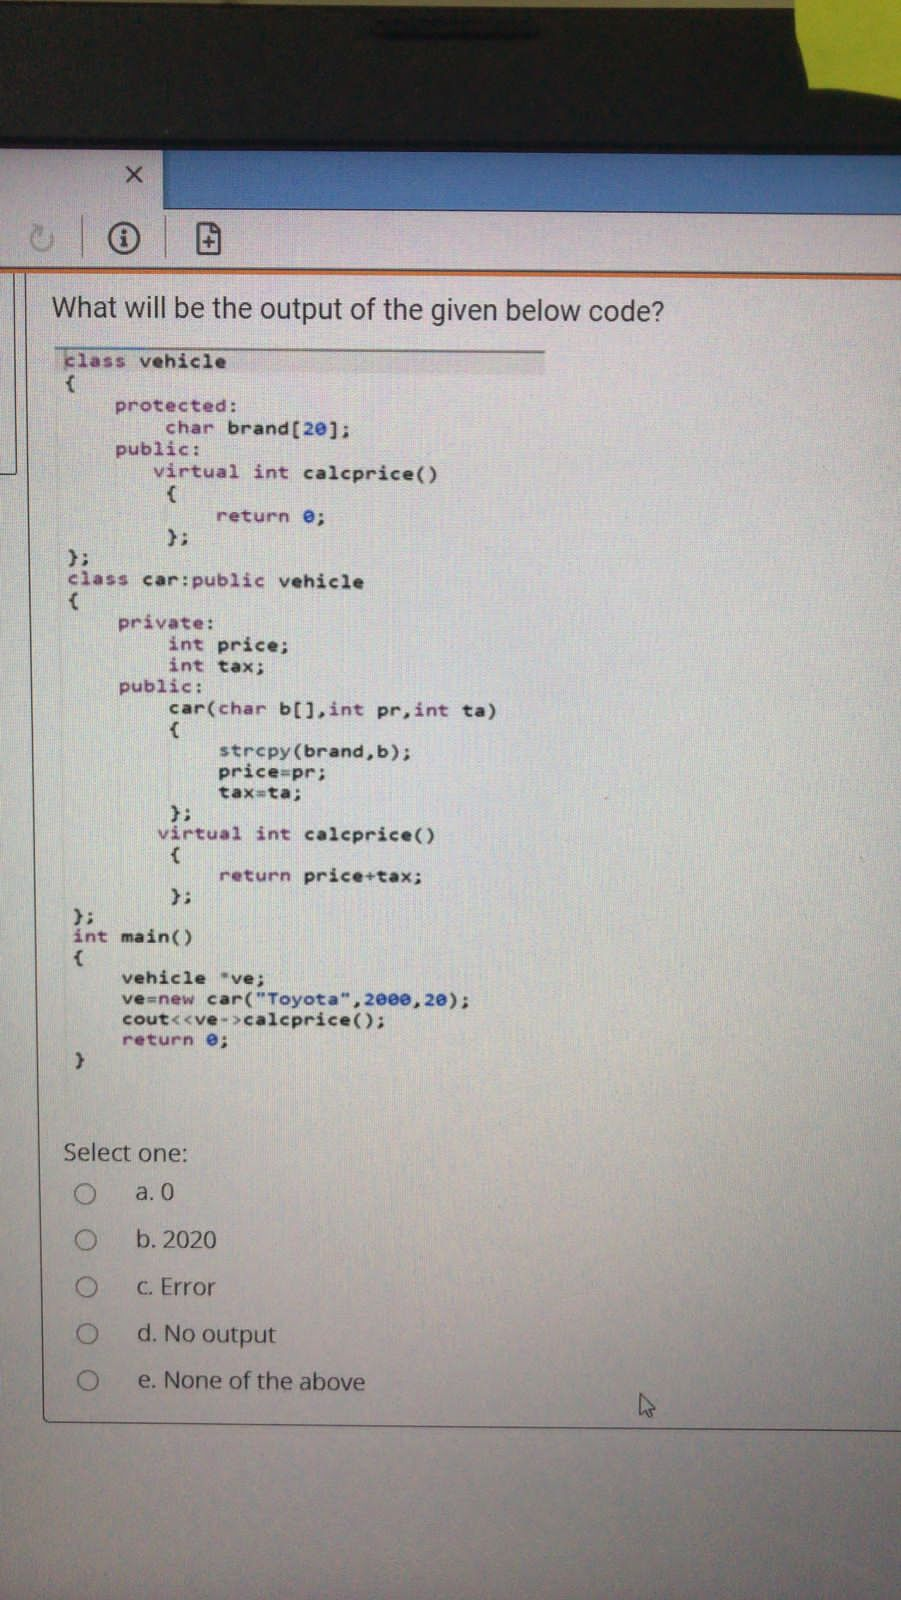 What will be the output of the given below code?
class vehicle
{
protected:
char brand[20];
public:
virtual int calcprice()
{
return 0;
};
};
class car:public vehicle
{
private:
int price;
int tax;
public:
car(char b[],int pr,int ta)
{
strcpy(brand,b);
price=pr;
tax=ta;
};
virtual int calcprice()
{
return price+tax;
};
};
int main()
{
vehicle *ve;
ve=new car("Toyota",2000,20);
cout<<ve->calcprice();
return 0;
}
Select one:
a. 0
b. 2020
c. Error
d. No output
e. None of the above